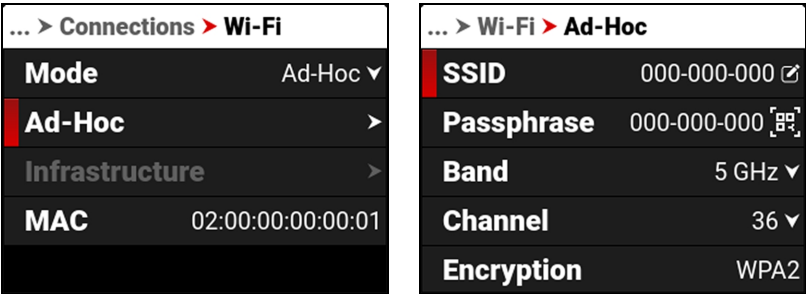 ... > Connections > Wi-Fi
Mode Ad-Hoc
Ad-Hoc
Infrastructure
MAC 02:00:00:00:00:01
... > Wi-Fi > Ad-Hoc
SSID 000-000-000
Passphrase 000-000-000
Band 5 GHz
Channel 36
Encryption WPA2